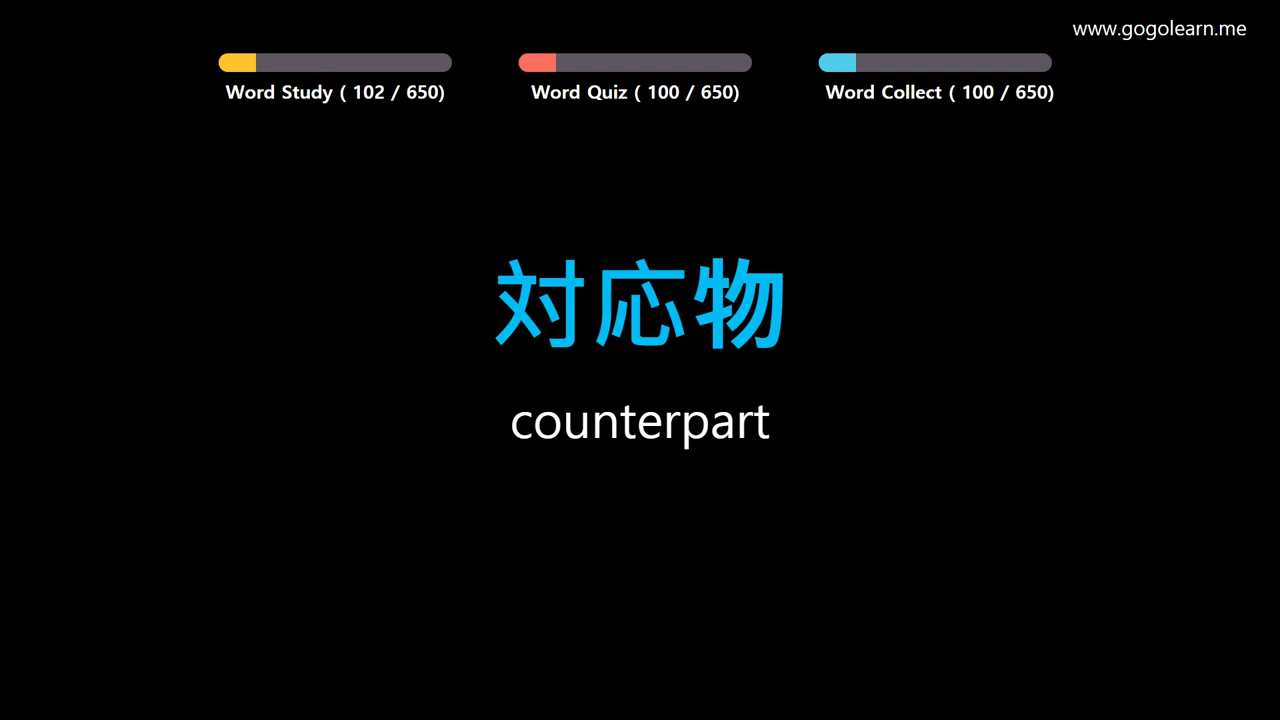 www.gogolearn.me
Word Study ( 102 / 650)
Word Quiz ( 100 / 650)
Word Collect ( 100 / 650)
対応物
counterpart